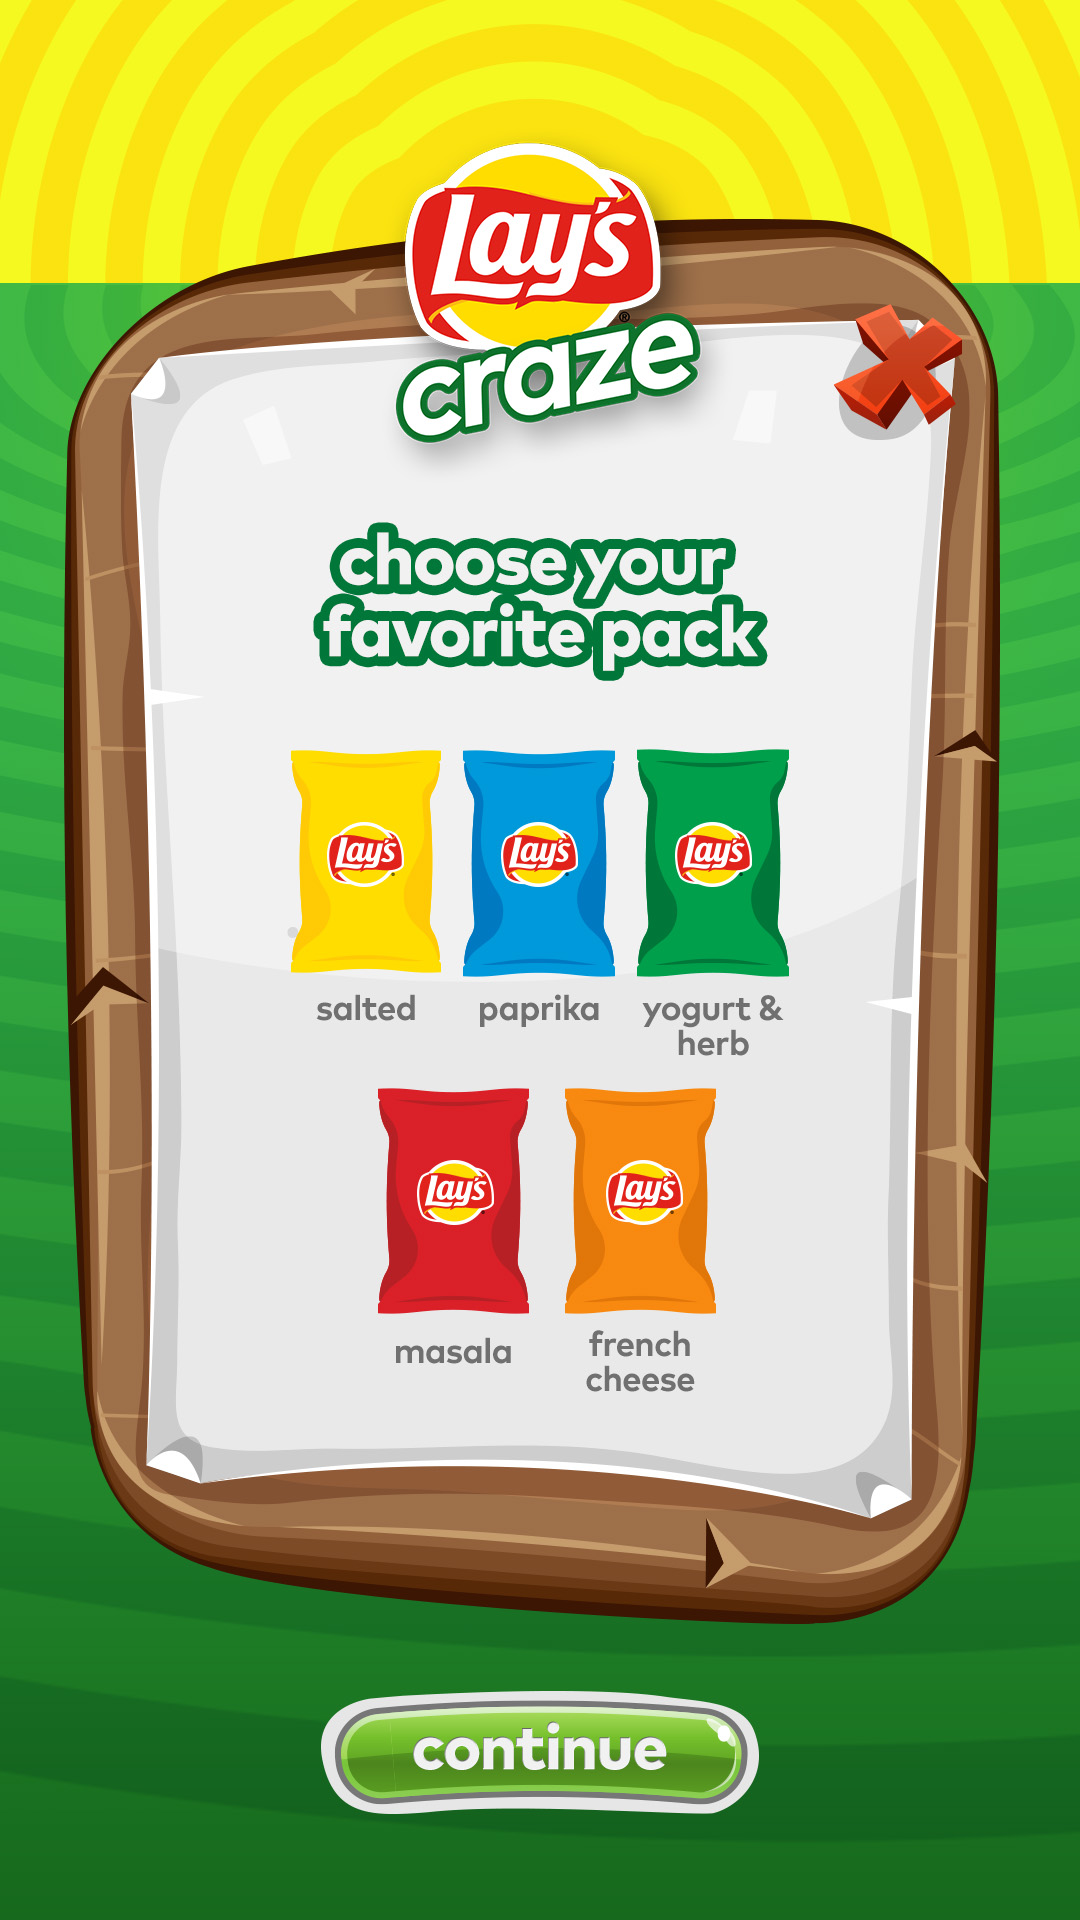 Lay's
®
craze
choose your
favorite pack
Lay's
Lay's
Lay's
salted
paprika
yogurt &
herb
Lay's
Lay's
masala
french
cheese
continue